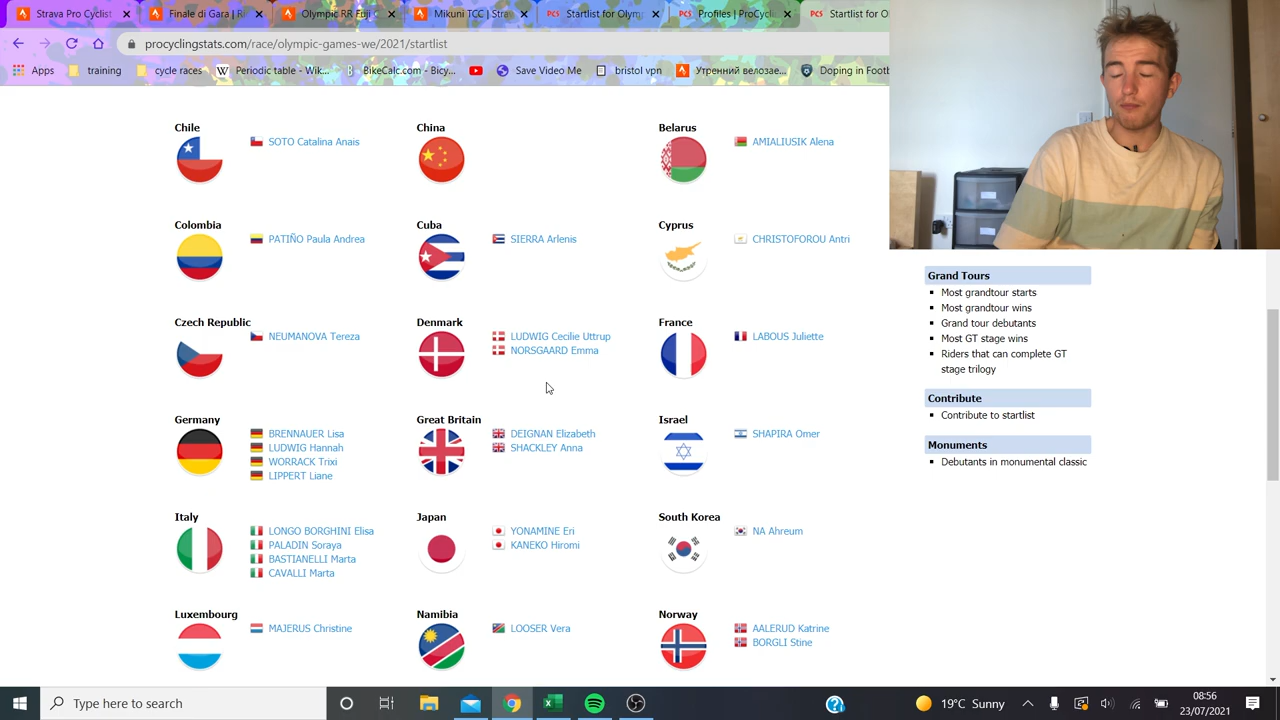 Strava Pro Cyclin
Finale di Gara | R
Olympic RR Fuji
Mikuni TCC | Stra
PCS Startlist for Olym
PCS Profiles | ProCyclin
PCS Startlist for O
procyclingstats.com/race/olympic-games-we/2021/startlist
Apps training cycle races Periodic table - Wik... BikeCalc.com - Bicy... Save Video Me bristol vpn Утренний велозае... Doping in Footb
Chile
SOTO Catalina Anais
China
Belarus
AMIALIUSIK Alena
Colombia
PATIÑO Paula Andrea
Cuba
SIERRA Arlenis
Cyprus
CHRISTOFOROU Antri
Czech Republic
NEUMANOVA Tereza
Denmark
LUDWIG Cecilie Uttrup
NORSGAARD Emma
France
LABOUS Juliette
Germany
BRENNAUER Lisa
LUDWIG Hannah
WORRACK Trixi
LIPPERT Liane
Great Britain
DEIGNAN Elizabeth
SHACKLEY Anna
Israel
SHAPIRA Omer
Italy
LONGO BORGHINI Elisa
PALADIN Soraya
BASTIANELLI Marta
CAVALLI Marta
Japan
YONAMINE Eri
KANEKO Hiromi
South Korea
NA Ahreum
Luxembourg
MAJERUS Christine
Namibia
LOOSER Vera
Norway
AALERUD Katrine
BORGLI Stine
Grand Tours
Most grandtour starts
Most grandtour wins
Grand tour debutants
Most GT stage wins
Riders that can complete GT
stage trilogy
Contribute
Contribute to startlist
Monuments
Debutants in monumental classic
Type here to search
19°C Sunny
08:56
23/07/2021